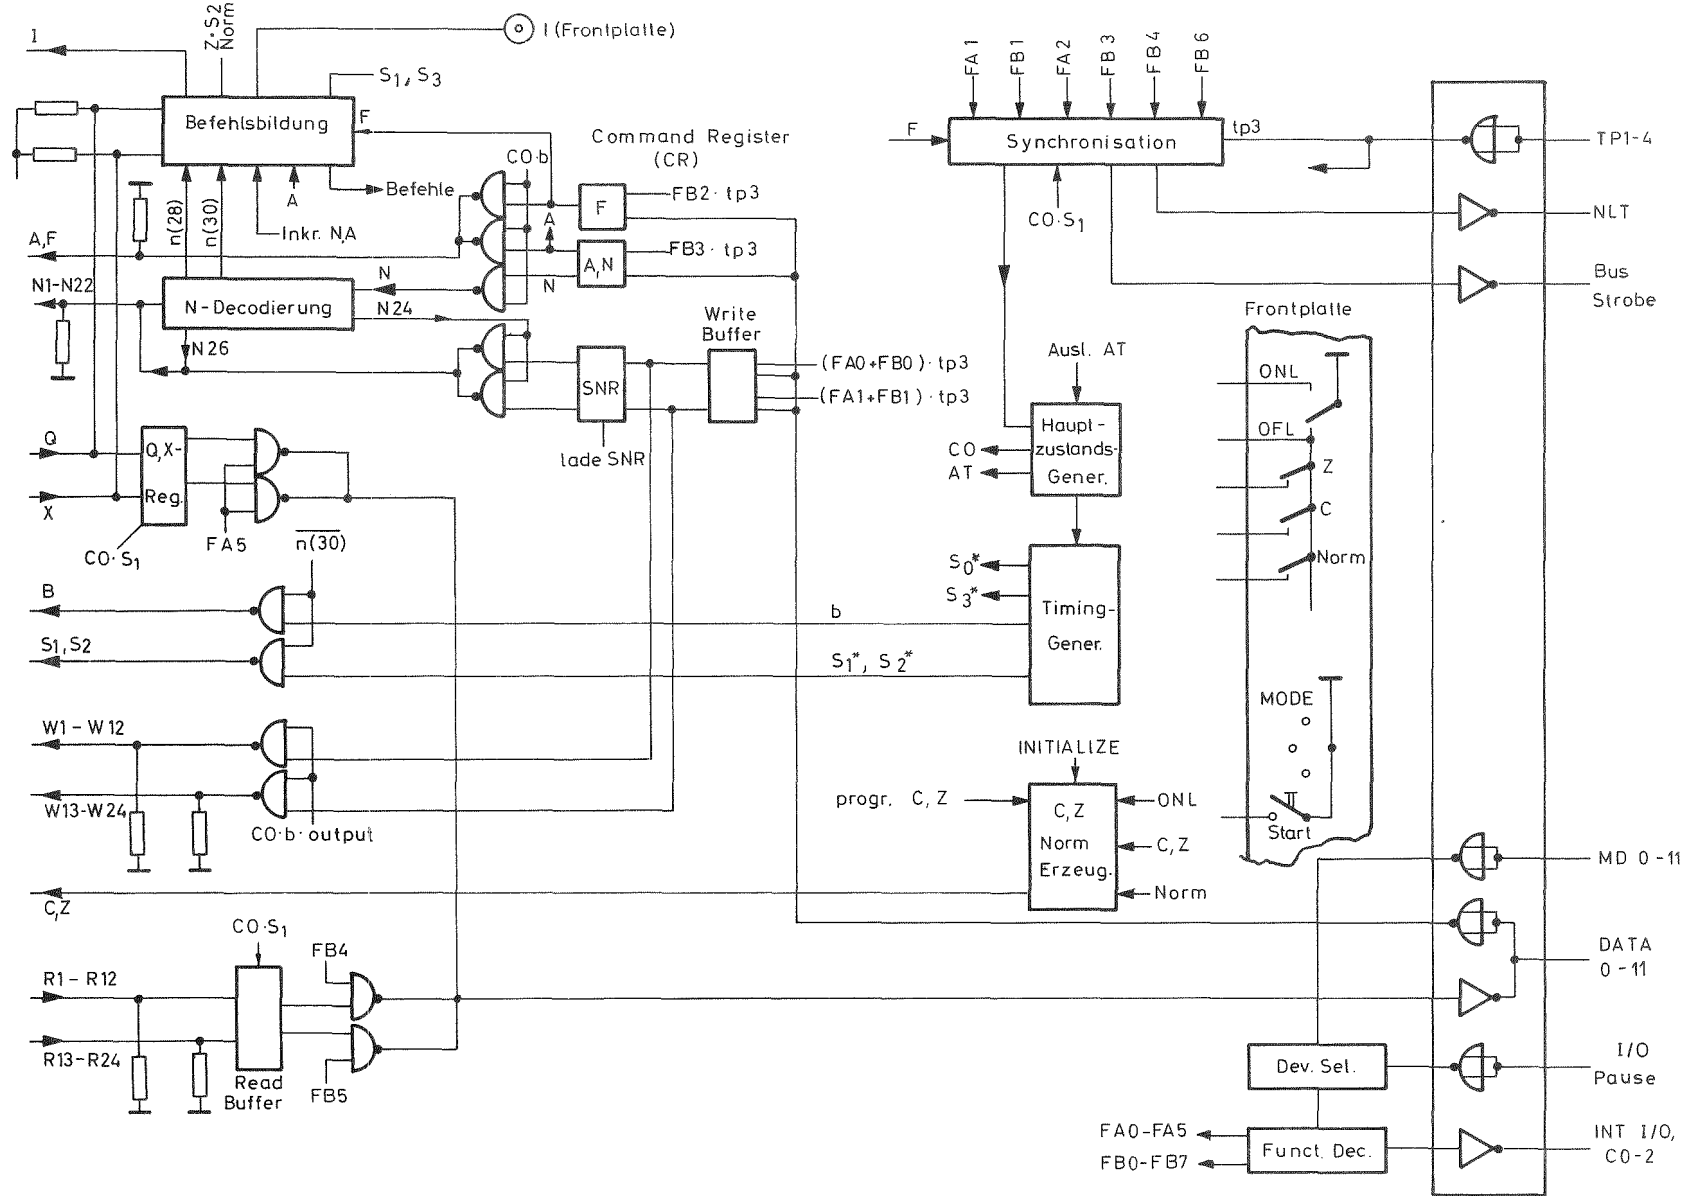 I
Z·S2
Norm
I (Frontplatte)
S1, S3
Befehlsbildung
F
Befehle
n(28)
n(30)
A
Inkr. N,A
A,F
N1-N22
N-Decodierung
N
N24
N26
CO·b
Command Register
(CR)
F
FB2· tp3
A
A,N
FB3· tp3
N
Write
Buffer
SNR
(FA0+FB0)·tp3
(FA1+FB1)·tp3
lade SNR
Q
X
Q,X-
Reg.
CO·S1
FA5
n(30)
B
b
S1,S2
S1*, S2*
W1-W12
W13-W24
CO·b·output
C,Z
CO·S1
R1-R12
R13-R24
Read
Buffer
FB4
FB5
FA1
FB1
FA2
FB3
FB4
FB6
F
Synchronisation
tp3
CO·S1
Ausl. AT
Haupt-
zustands-
Gener.
CO
AT
S0*
S3*
Timing-
Gener.
INITIALIZE
progr. C, Z
C, Z
Norm
Erzeug.
ONL
C, Z
Norm
Frontplatte
ONL
OFL
Z
C
Norm
MODE
II
Start
TP1-4
NLT
Bus
Strobe
MD 0-11
DATA
0-11
I/O
Pause
INT I/O,
C0-2
Dev. Sel.
Funct. Dec.
FA0-FA5
FB0-FB7